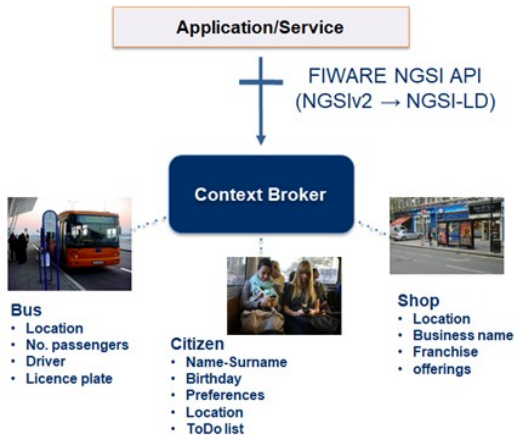 Application/Service
FIWARE NGSI API
(NGSIv2 → NGSI-LD)
Context Broker
Bus
• Location
• No. passengers
• Driver
• Licence plate
Citizen
• Name-Surname
• Birthday
• Preferences
• Location
• ToDo list
Shop
• Location
• Business name
• Franchise
• offerings